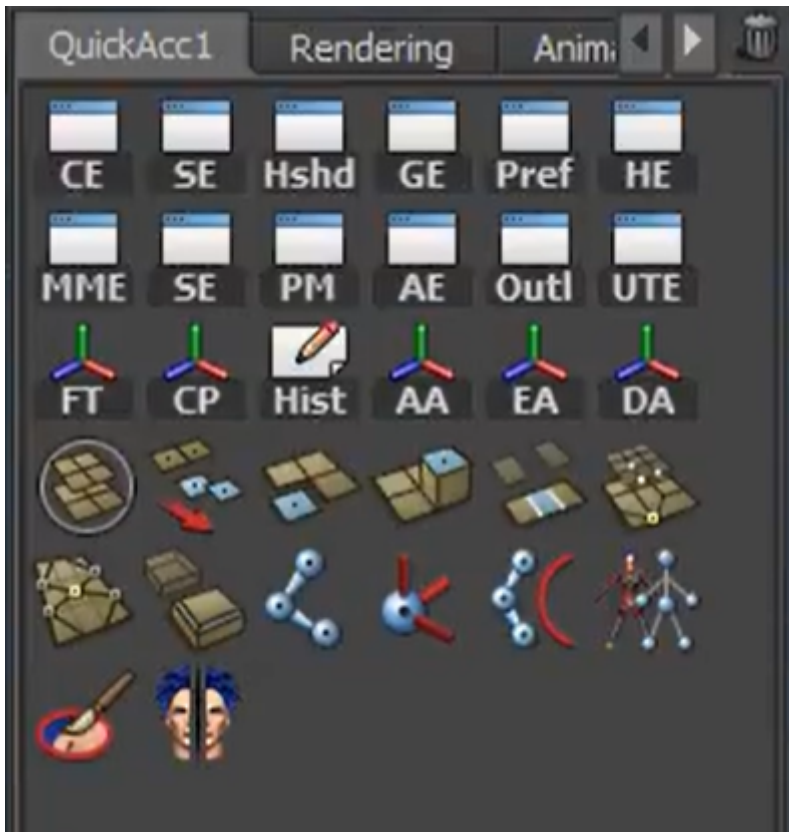 QuickAcc1 Rendering Anima
CE SE Hshd GE Pref HE
MME SE PM AE Outl UTE
FT CP Hist AA EA DA